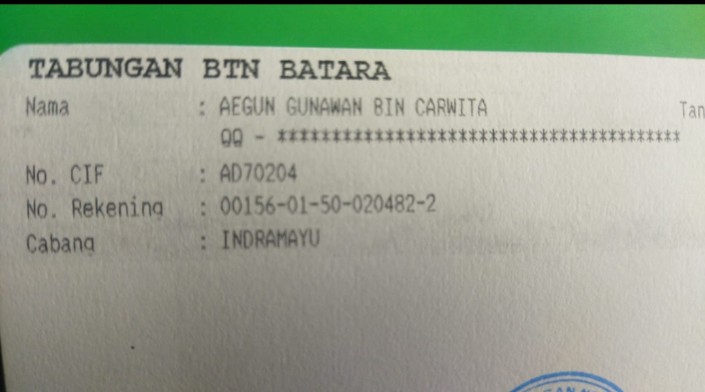 TABUNGAN BTN BATARA
Nama : AEGUN GUNAWAN BIN CARWITA Tan
QQ - *****************************************
No. CIF : AD70204
No. Rekening : 00156-01-50-020482-2
Cabang : INDRAMAYU